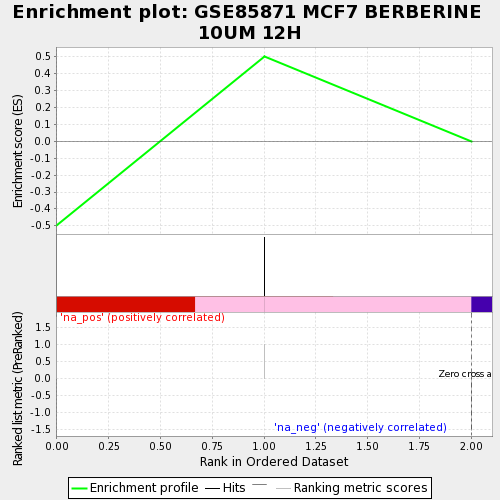 Enrichment plot: GSE85871 MCF7 BERBERINE
10UM 12H
Enrichment score (ES)
0.5
0.4
0.3
0.2
0.1
0.0
-0.1
-0.2
-0.3
-0.4
-0.5
'na_pos' (positively correlated)
Ranked list metric (PreRanked)
1.5
1.0
0.5
0.0
-0.5
-1.0
-1.5
Zero cross a
'na_neg' (negatively correlated)
0.00 0.25 0.50 0.75 1.00 1.25 1.50 1.75 2.00
Rank in Ordered Dataset
Enrichment profile Hits Ranking metric scores